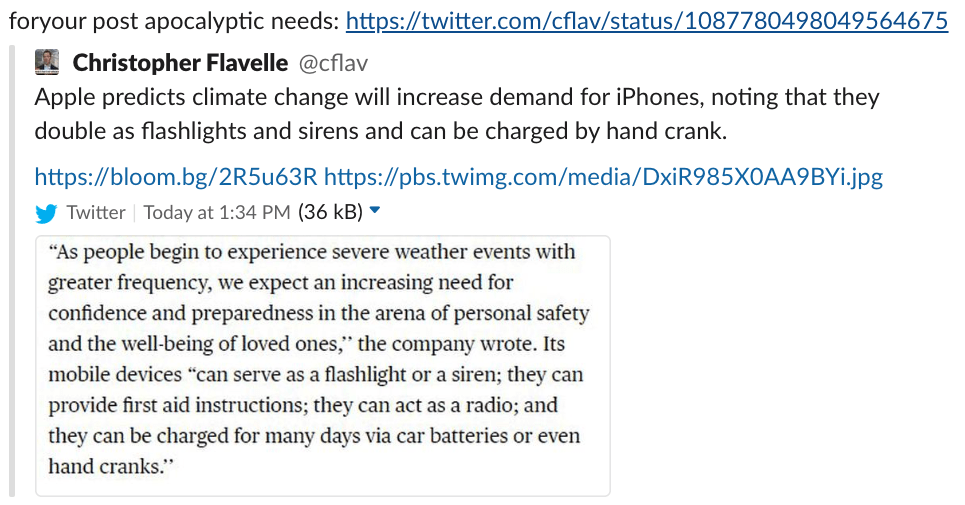 foryour post apocalyptic needs: https://twitter.com/cflav/status/1087780498049564675
Christopher Flavelle @cflav
Apple predicts climate change will increase demand for iPhones, noting that they
double as flashlights and sirens and can be charged by hand crank.
https://bloom.bg/2R5u63R https://pbs.twimg.com/media/DxiR985X0AA9BYi.jpg
Twitter | Today at 1:34 PM (36 kB)
“As people begin to experience severe weather events with
greater frequency, we expect an increasing need for
confidence and preparedness in the arena of personal safety
and the well-being of loved ones,’’ the company wrote. Its
mobile devices “can serve as a flashlight or a siren; they can
provide first aid instructions; they can act as a radio; and
they can be charged for many days via car batteries or even
hand cranks.’’